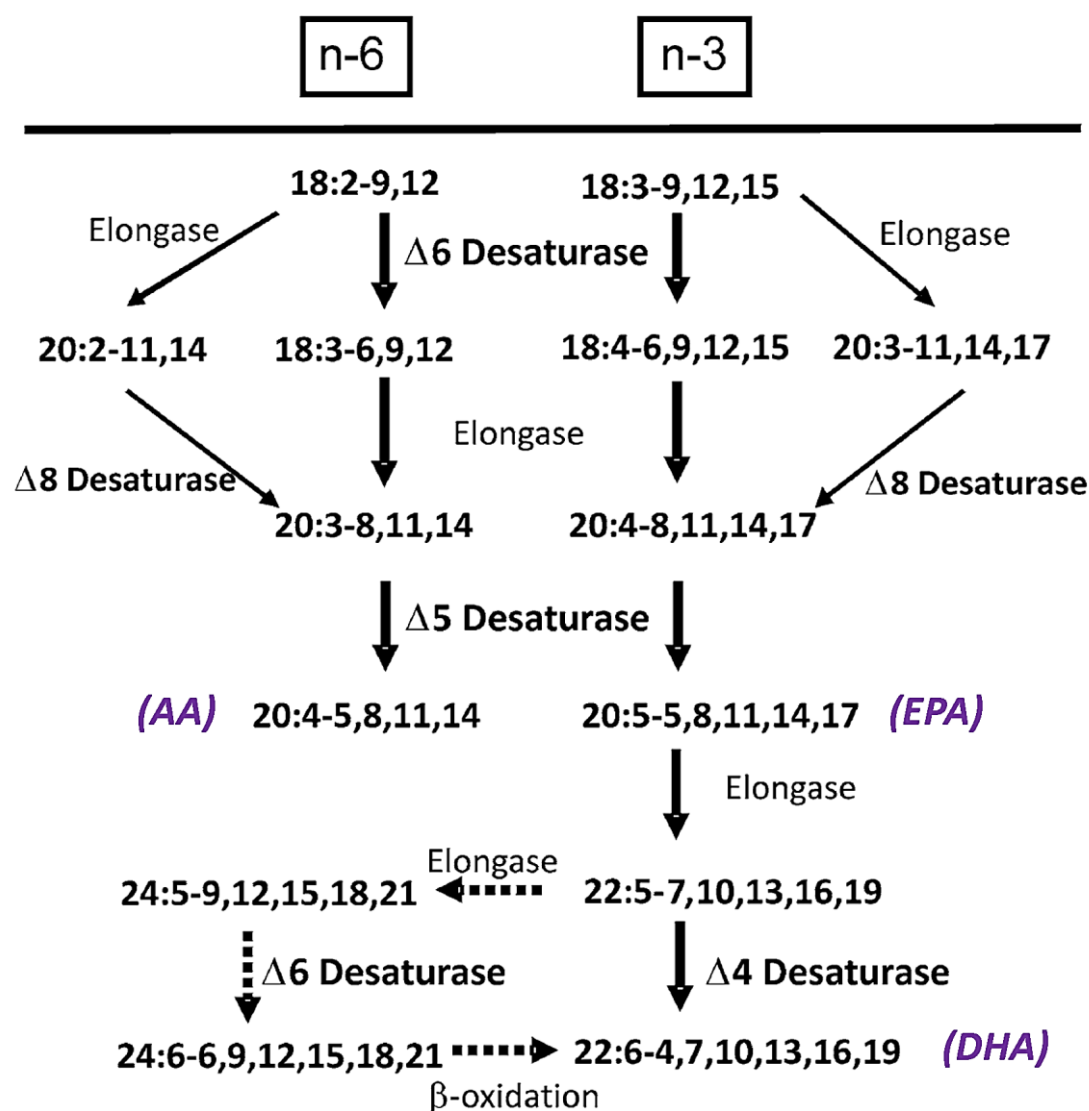 n-6 n-3
18:2-9,12 18:3-9,12,15
Elongase Δ6 Desaturase Elongase
20:2-11,14 18:3-6,9,12 18:4-6,9,12,15 20:3-11,14,17
Elongase
Δ8 Desaturase Δ8 Desaturase
20:3-8,11,14 20:4-8,11,14,17
Δ5 Desaturase
(AA) 20:4-5,8,11,14 20:5-5,8,11,14,17 (EPA)
Elongase
Elongase
24:5-9,12,15,18,21 22:5-7,10,13,16,19
Δ6 Desaturase Δ4 Desaturase
24:6-6,9,12,15,18,21 22:6-4,7,10,13,16,19 (DHA)
β-oxidation